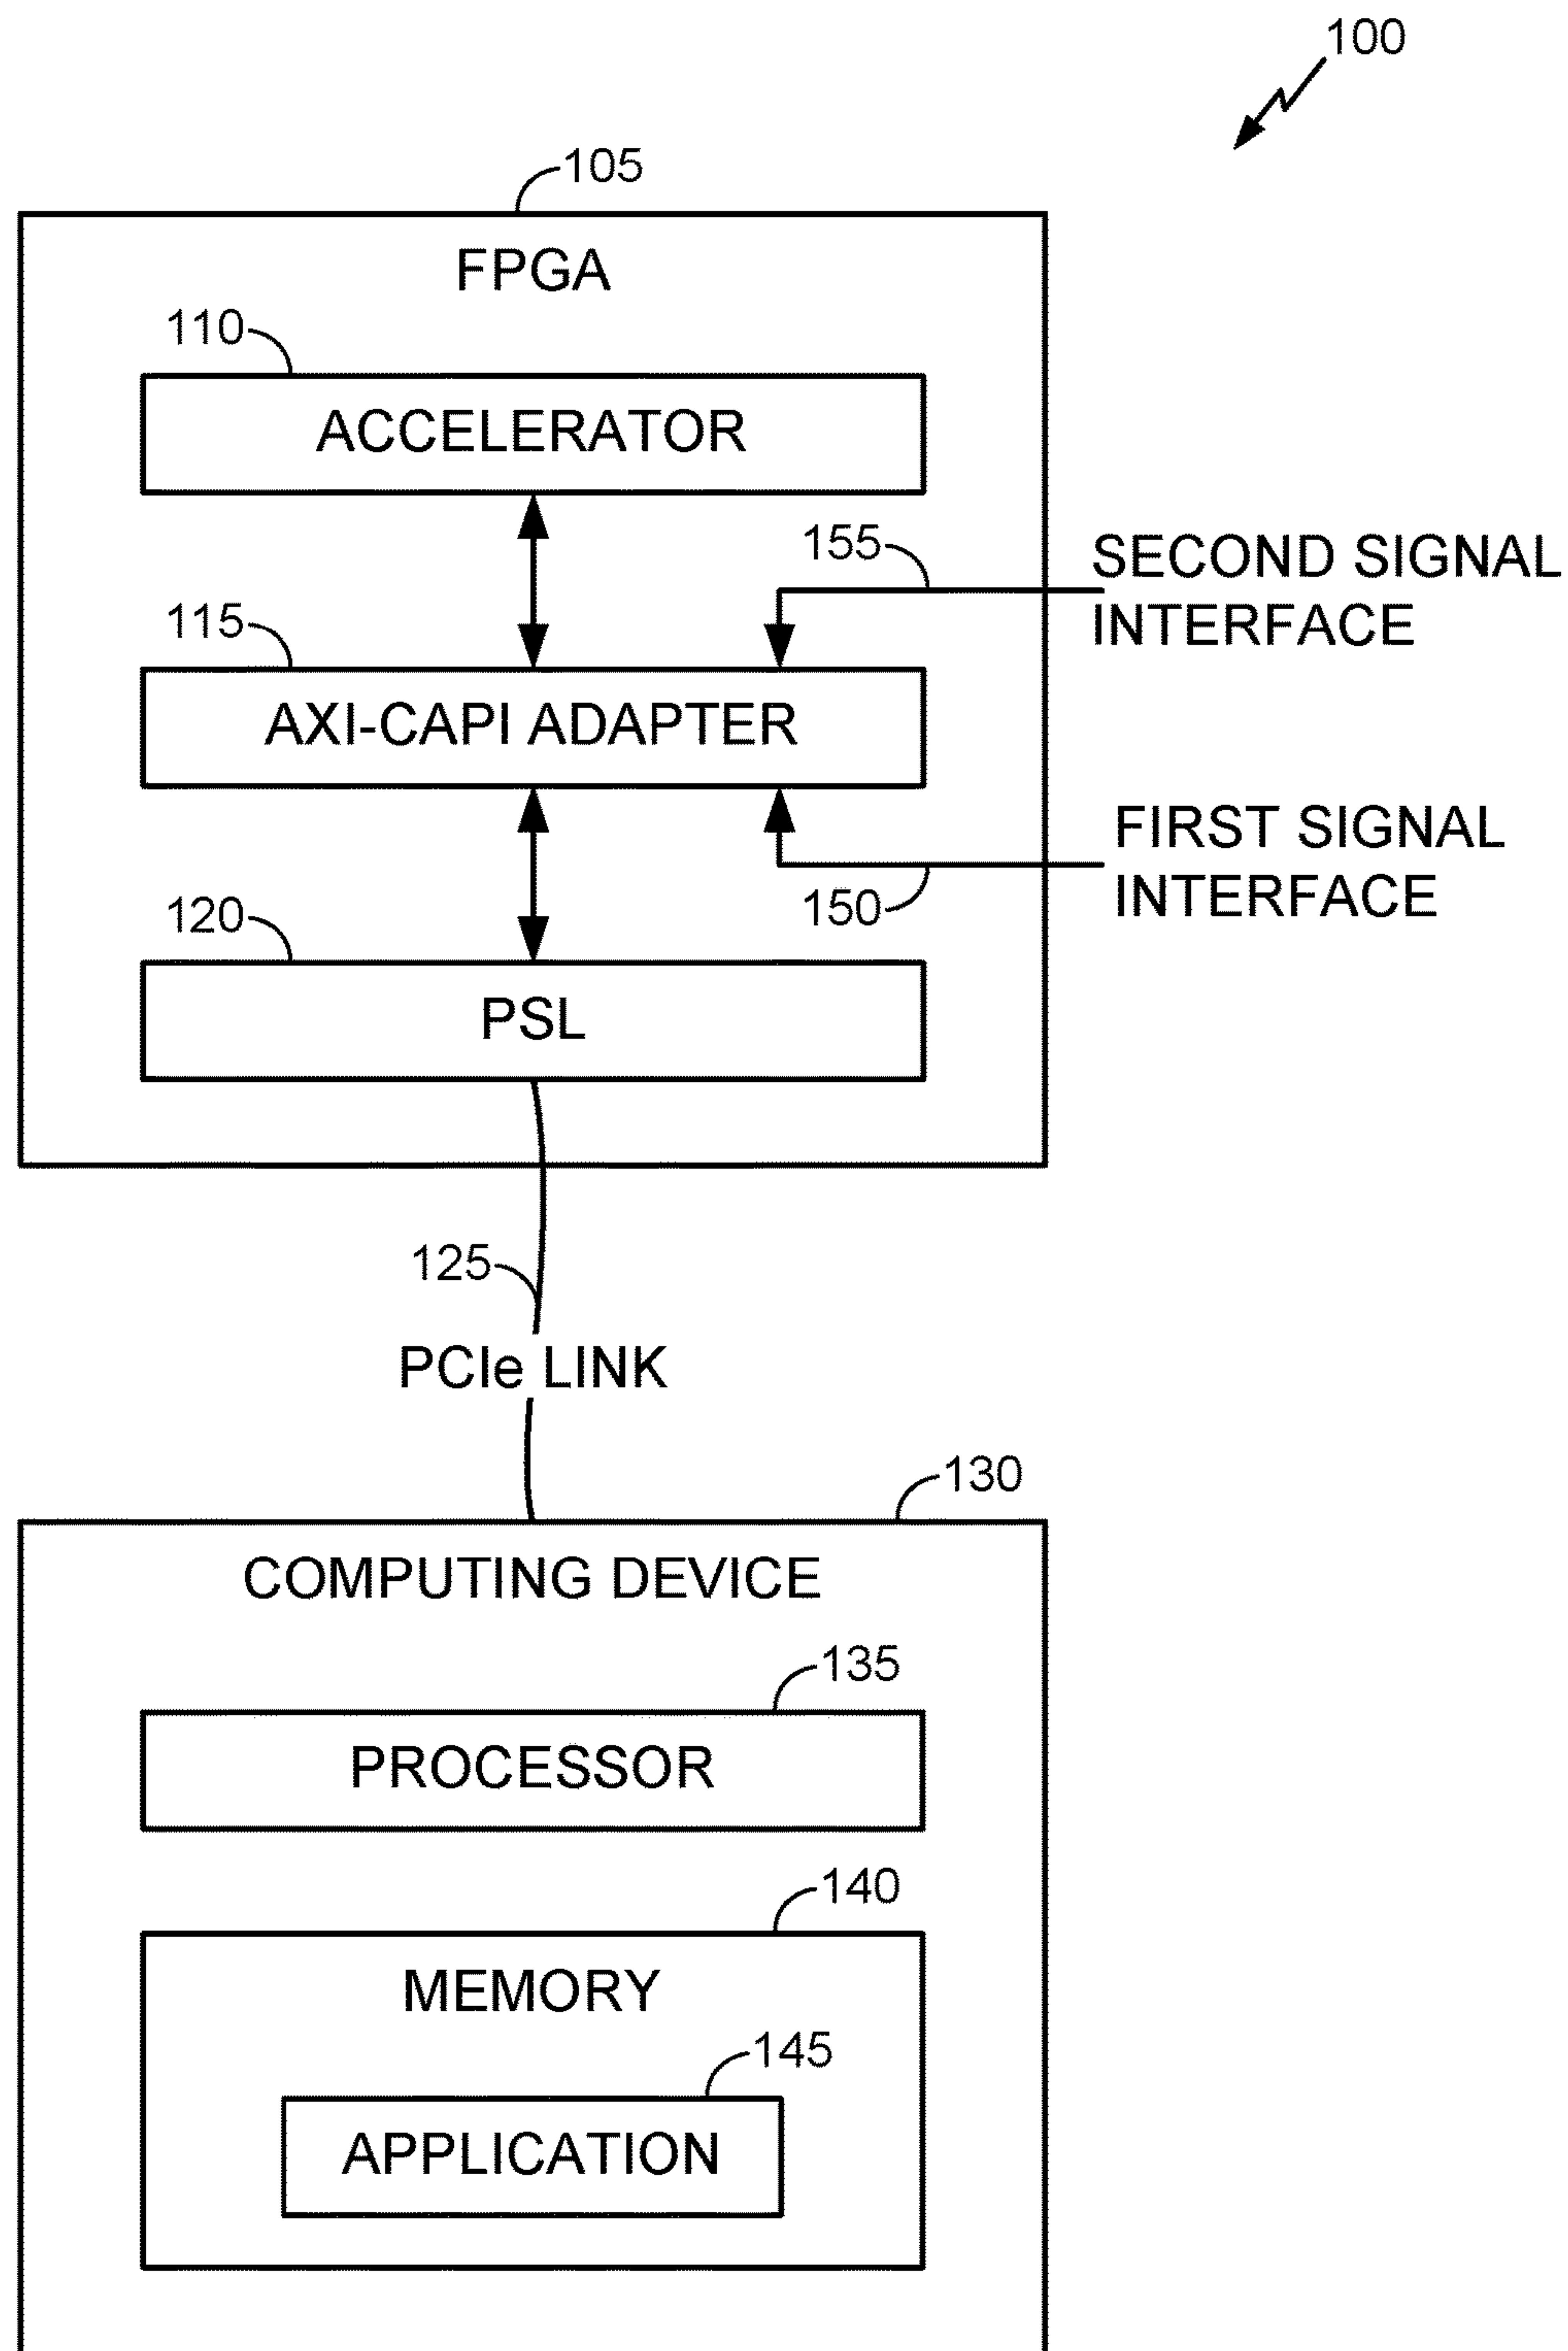 100
105
FPGA
110
ACCELERATOR
155
SECOND SIGNAL
INTERFACE
115
AXI-CAPI ADAPTER
FIRST SIGNAL
INTERFACE
150
120
PSL
125
PCIe LINK
130
COMPUTING DEVICE
135
PROCESSOR
140
MEMORY
145
APPLICATION